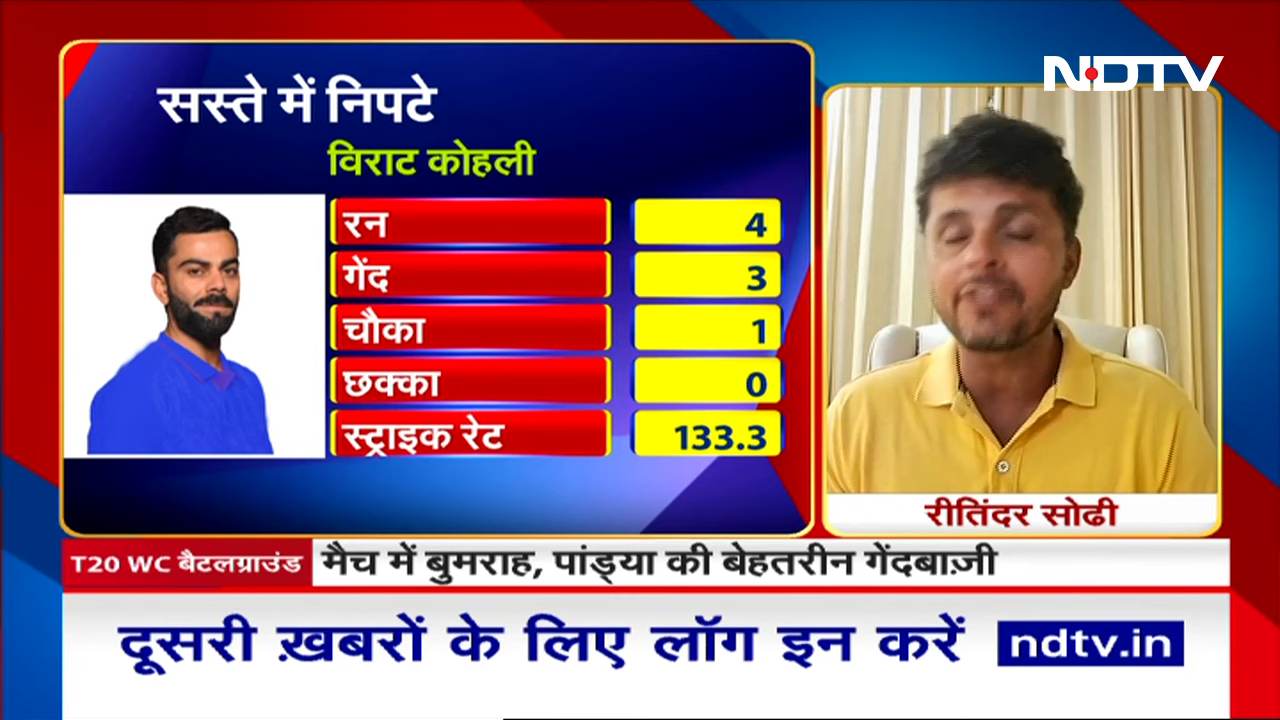 NDTV
सस्ते में निपटे
विराट कोहली
रन 4
गेंद 3
चौका 1
छक्का 0
स्ट्राइक रेट 133.3
रीतिंदर सोढी
T20 WC बैटलग्राउंड मैच में बुमराह, पांड्या की बेहतरीन गेंदबाज़ी
दूसरी ख़बरों के लिए लॉग इन करें ndtv.in